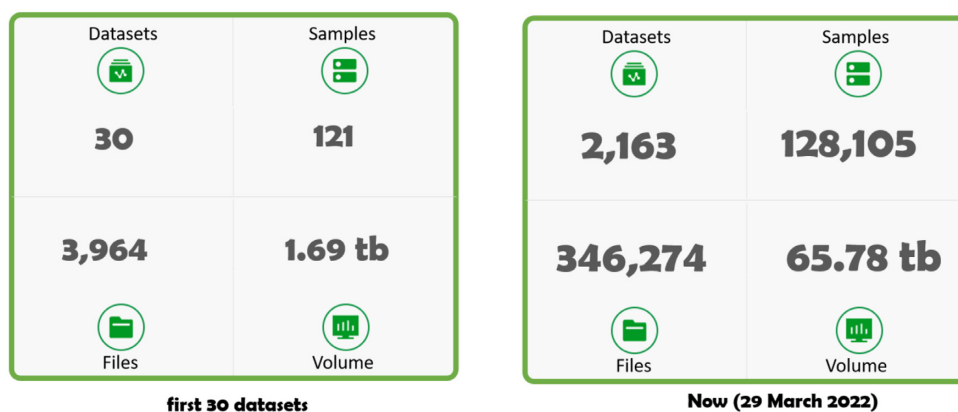 Datasets Samples
30 121
3,964 1.69 tb
Files Volume
first 30 datasets
Datasets Samples
2,163 128,105
346,274 65.78 tb
Files Volume
Now (29 March 2022)